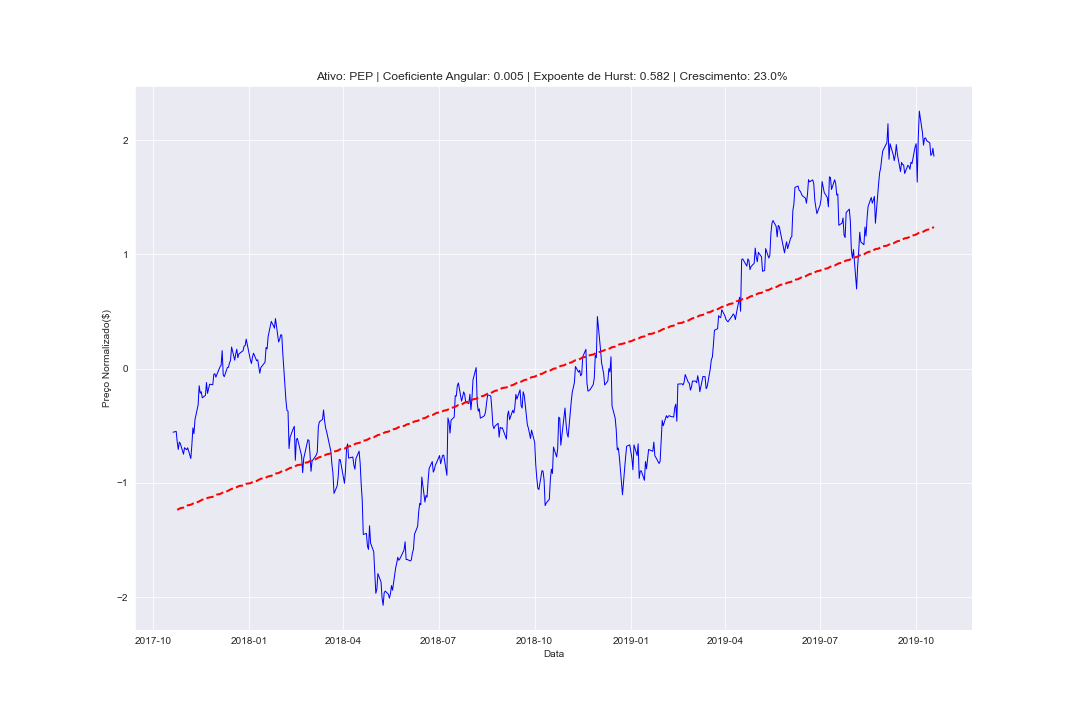 Ativo: PEP | Coeficiente Angular: 0.005 | Expoente de Hurst: 0.582 | Crescimento: 23.0%
Preço Normalizado($)
2
1
0
−1
−2
2017-10 2018-01 2018-04 2018-07 2018-10 2019-01 2019-04 2019-07 2019-10
Data